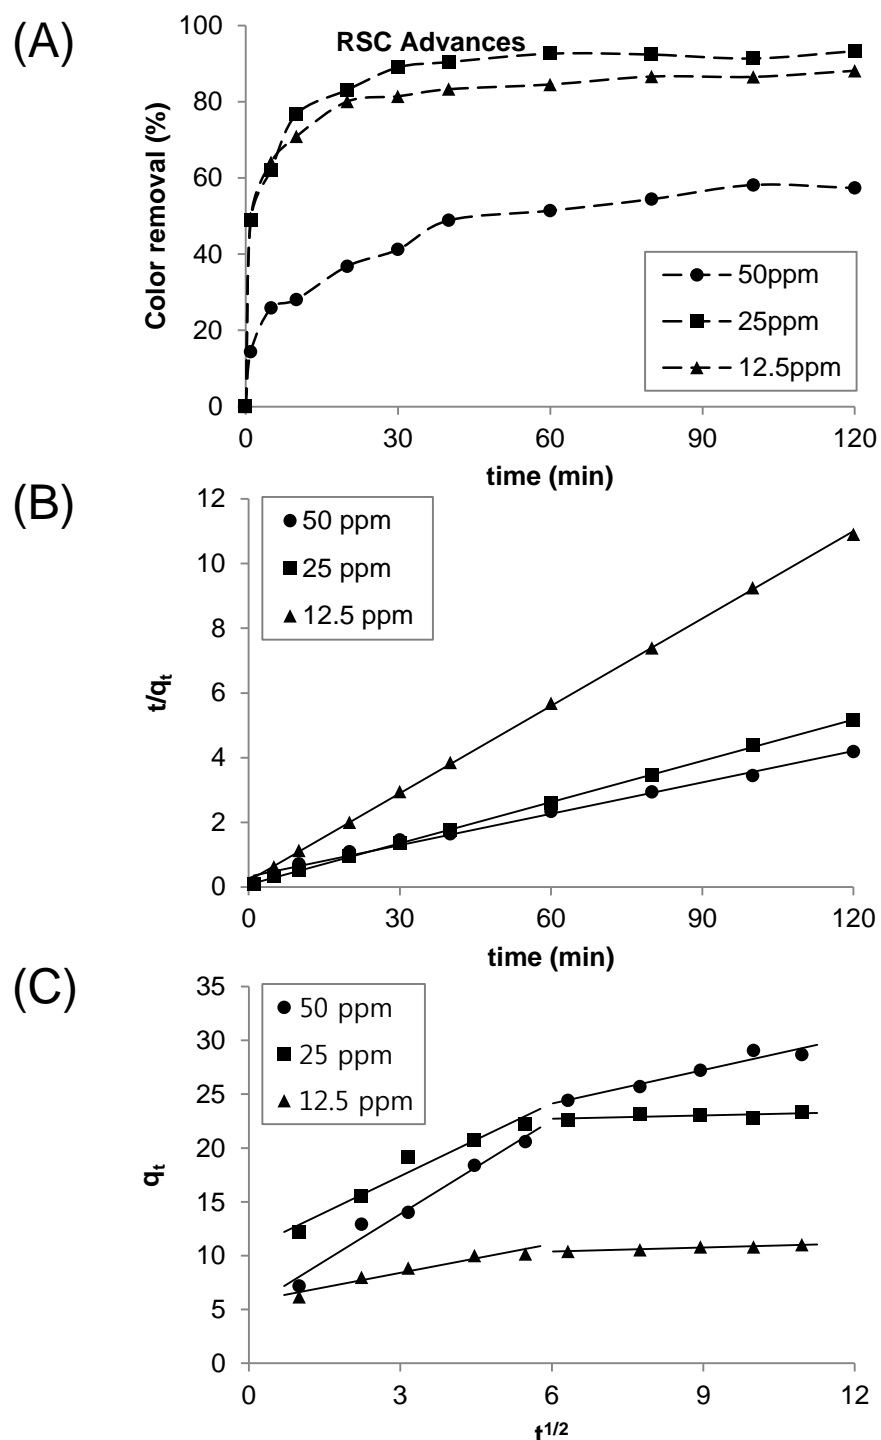 (A)
RSC Advances
100
80
60
40
20
0
Color removal (%)
50ppm
25ppm
12.5ppm
0 30 60 90 120
time (min)
(B)
12
10
8
6
4
2
0
t/qt
50 ppm
25 ppm
12.5 ppm
0 30 60 90 120
time (min)
(C)
35
30
25
20
15
10
5
0
qt
50 ppm
25 ppm
12.5 ppm
0 3 6 9 12
t1/2